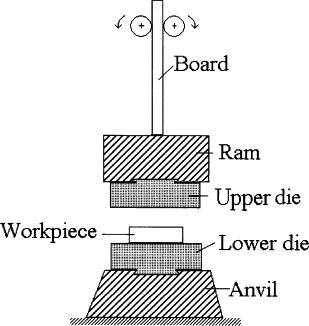 Board
Ram
Upper die
Workpiece
Lower die
Anvil